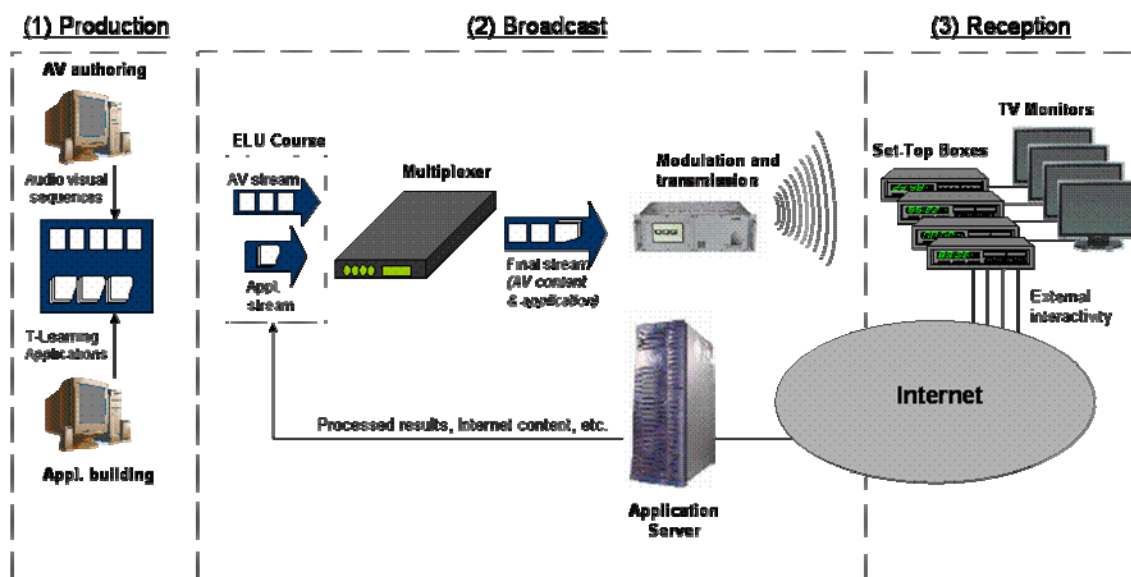 (1) Production
(2) Broadcast
(3) Reception
AV authoring
Audio visual
sequences
T-Learning
Applications
Appl. building
ELU Course
AV stream
Appl.
stream
Multiplexer
Final stream
(AV content
& application)
Modulation and
transmission
Processed results, Internet content, etc.
Application
Server
TV Monitors
Set-Top Boxes
External
interactivity
Internet